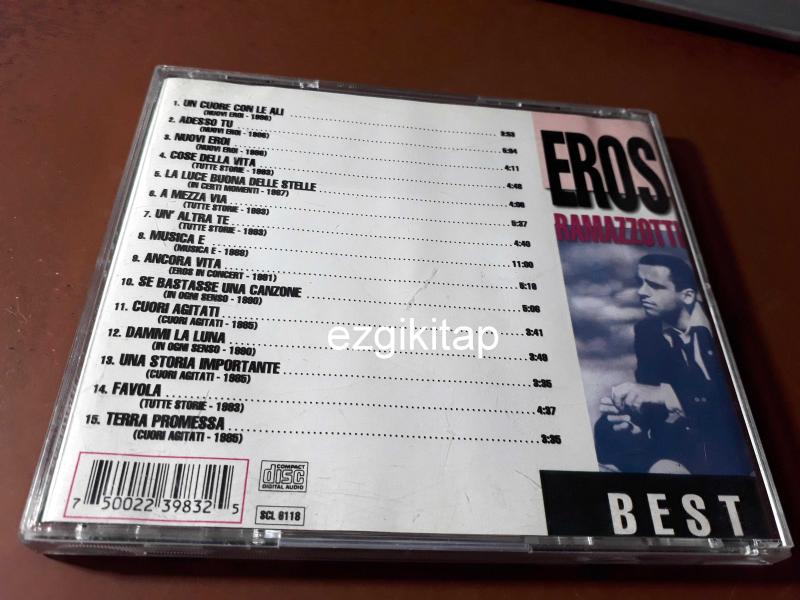 1. UN CUORE CON LE ALI 3:53
(NUOVI EROI - 1986)
2. ADESSO TU 5:04
(NUOVI EROI - 1986)
3. NUOVI EROI 4:11
(NUOVI EROI - 1986)
4. COSE DELLA VITA 4:48
(TUTTE STORIE - 1993)
5. LA LUCE BUONA DELLE STELLE 4:06
(IN CERTI MOMENTI - 1987)
6. A MEZZA VIA 5:37
(TUTTE STORIE - 1993)
7. UN' ALTRA TE 4:40
(TUTTE STORIE - 1993)
8. MUSICA E 11:00
(MUSICA E - 1988)
9. ANCORA VITA 5:19
(EROS IN CONCERT - 1991)
10. SE BASTASSE UNA CANZONE 5:06
(IN OGNI SENSO - 1990)
11. CUORI AGITATI 3:41
(CUORI AGITATI - 1985)
12. DAMMI LA LUNA 3:49
(IN OGNI SENSO - 1990)
13. UNA STORIA IMPORTANTE 3:35
(CUORI AGITATI - 1985)
14. FAVOLA 4:37
(TUTTE STORIE - 1993)
15. TERRA PROMESSA 3:35
(CUORI AGITATI - 1985)
EROS
RAMAZZOTTI
BEST
ezgikitap
7 50022 39832 5
COMPACT
disc
DIGITAL AUDIO
SCL 6118